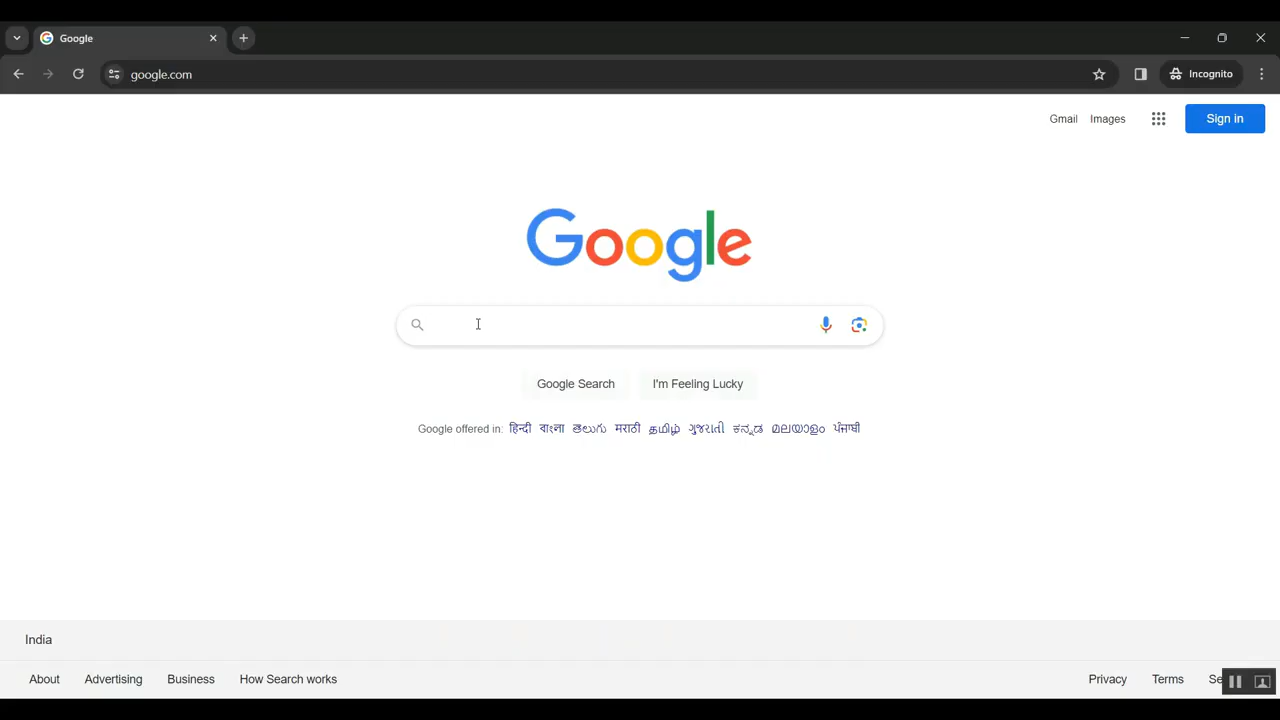 Google
google.com
Incognito
Gmail Images Sign in
Google
Google Search I'm Feeling Lucky
Google offered in: हिन्दी বাংলা తెలుగు मराठी தமிழ் ગુજરાતી ಕನ್ನಡ മലയാളം ਪੰਜਾਬੀ
India
About Advertising Business How Search works Privacy Terms Se